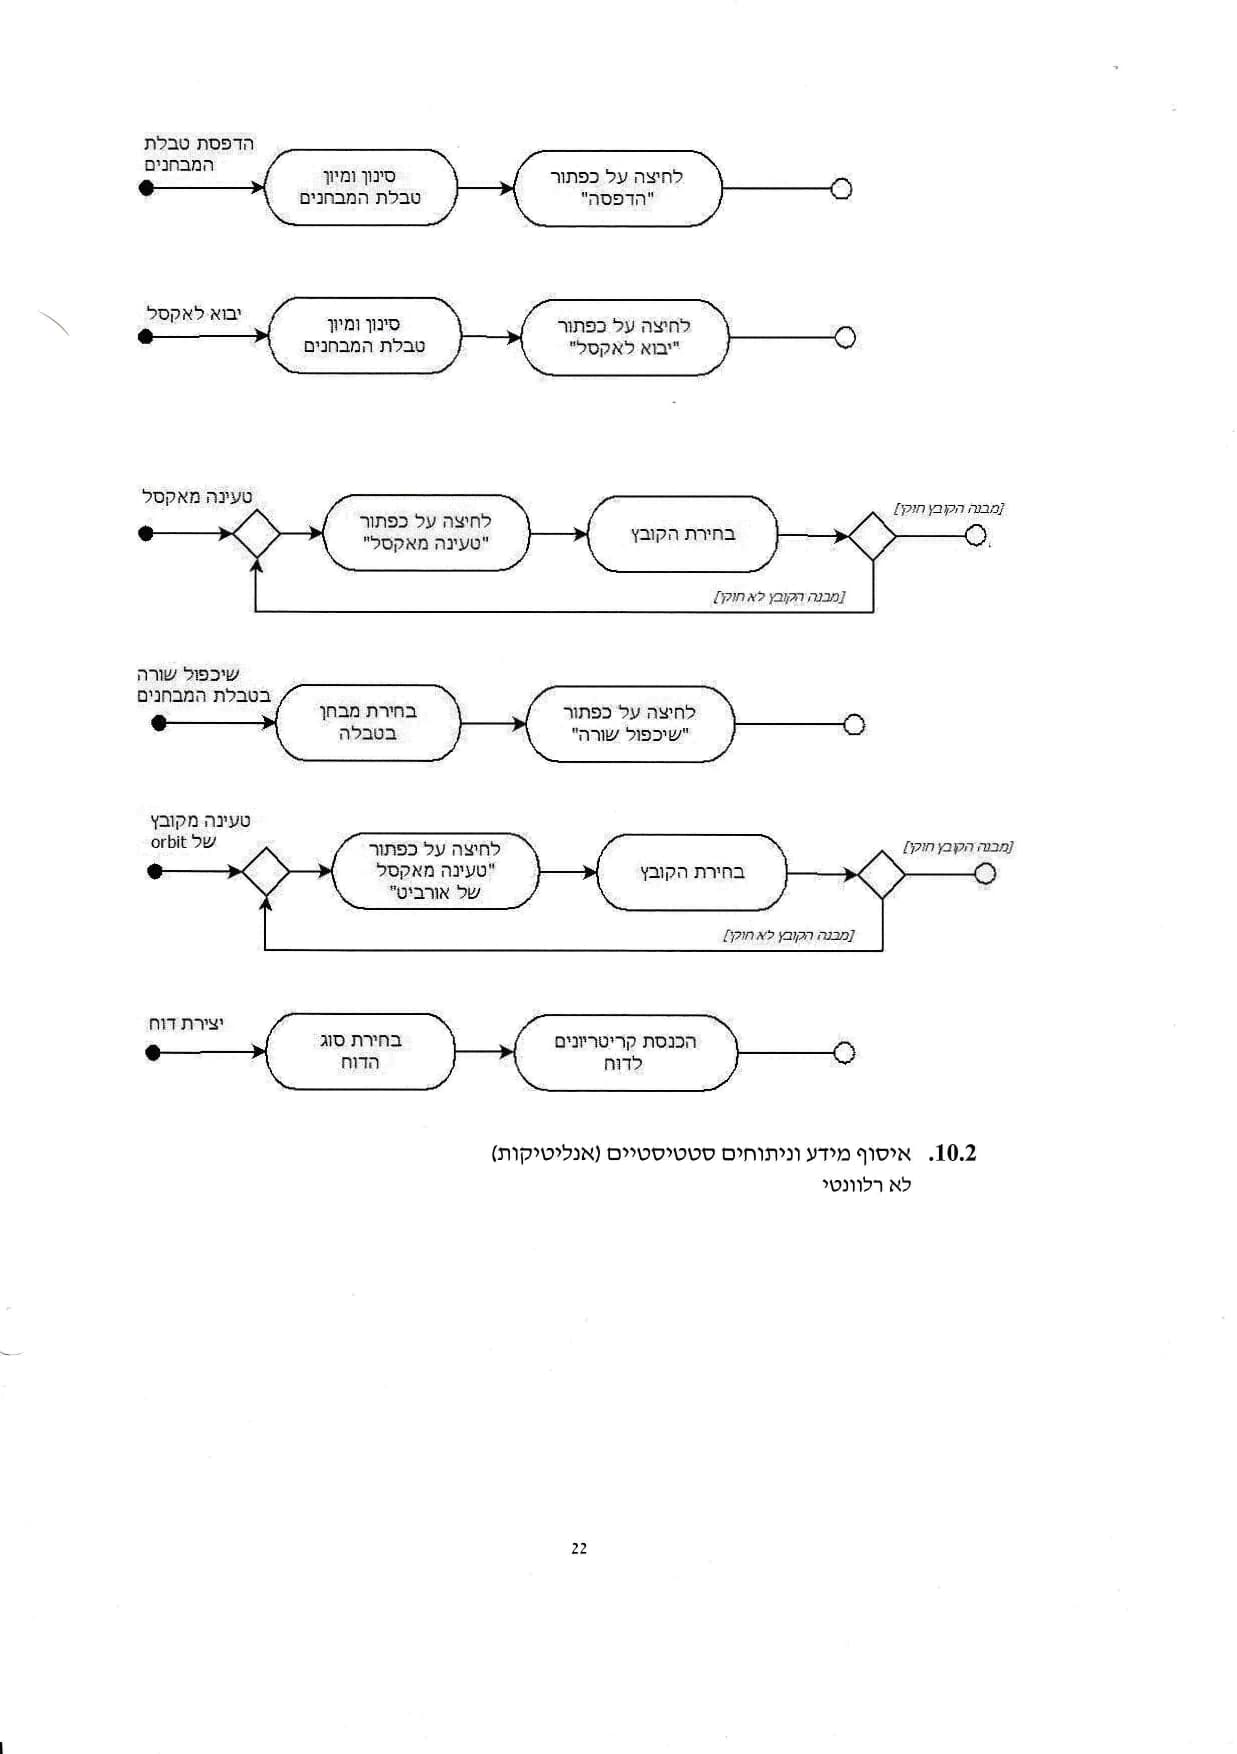 הדפסת טבלת
המבחנים
סינון ומיון
טבלת המבחנים
לחיצה על כפתור
"הדפסה"
יבוא לאקסל
סינון ומיון
טבלת המבחנים
לחיצה על כפתור
"יבוא לאקסל"
טעינה מאקסל
לחיצה על כפתור
"טעינה מאקסל"
בחירת הקובץ
[מבנה הקובץ חוקי]
[מבנה הקובץ לא חוקי]
שיכפול שורה
בטבלת המבחנים
בחירת מבחן
בטבלה
לחיצה על כפתור
"שיכפול שורה"
טעינה מקובץ
של orbit
לחיצה על כפתור
"טעינה מאקסל
של אורביט"
בחירת הקובץ
[מבנה הקובץ חוקי]
[מבנה הקובץ לא חוקי]
יצירת דוח
בחירת סוג
הדוח
הכנסת קריטריונים
לדוח
10.2. איסוף מידע וניתוחים סטטיסטיים (אנליטיקות)
לא רלוונטי
22